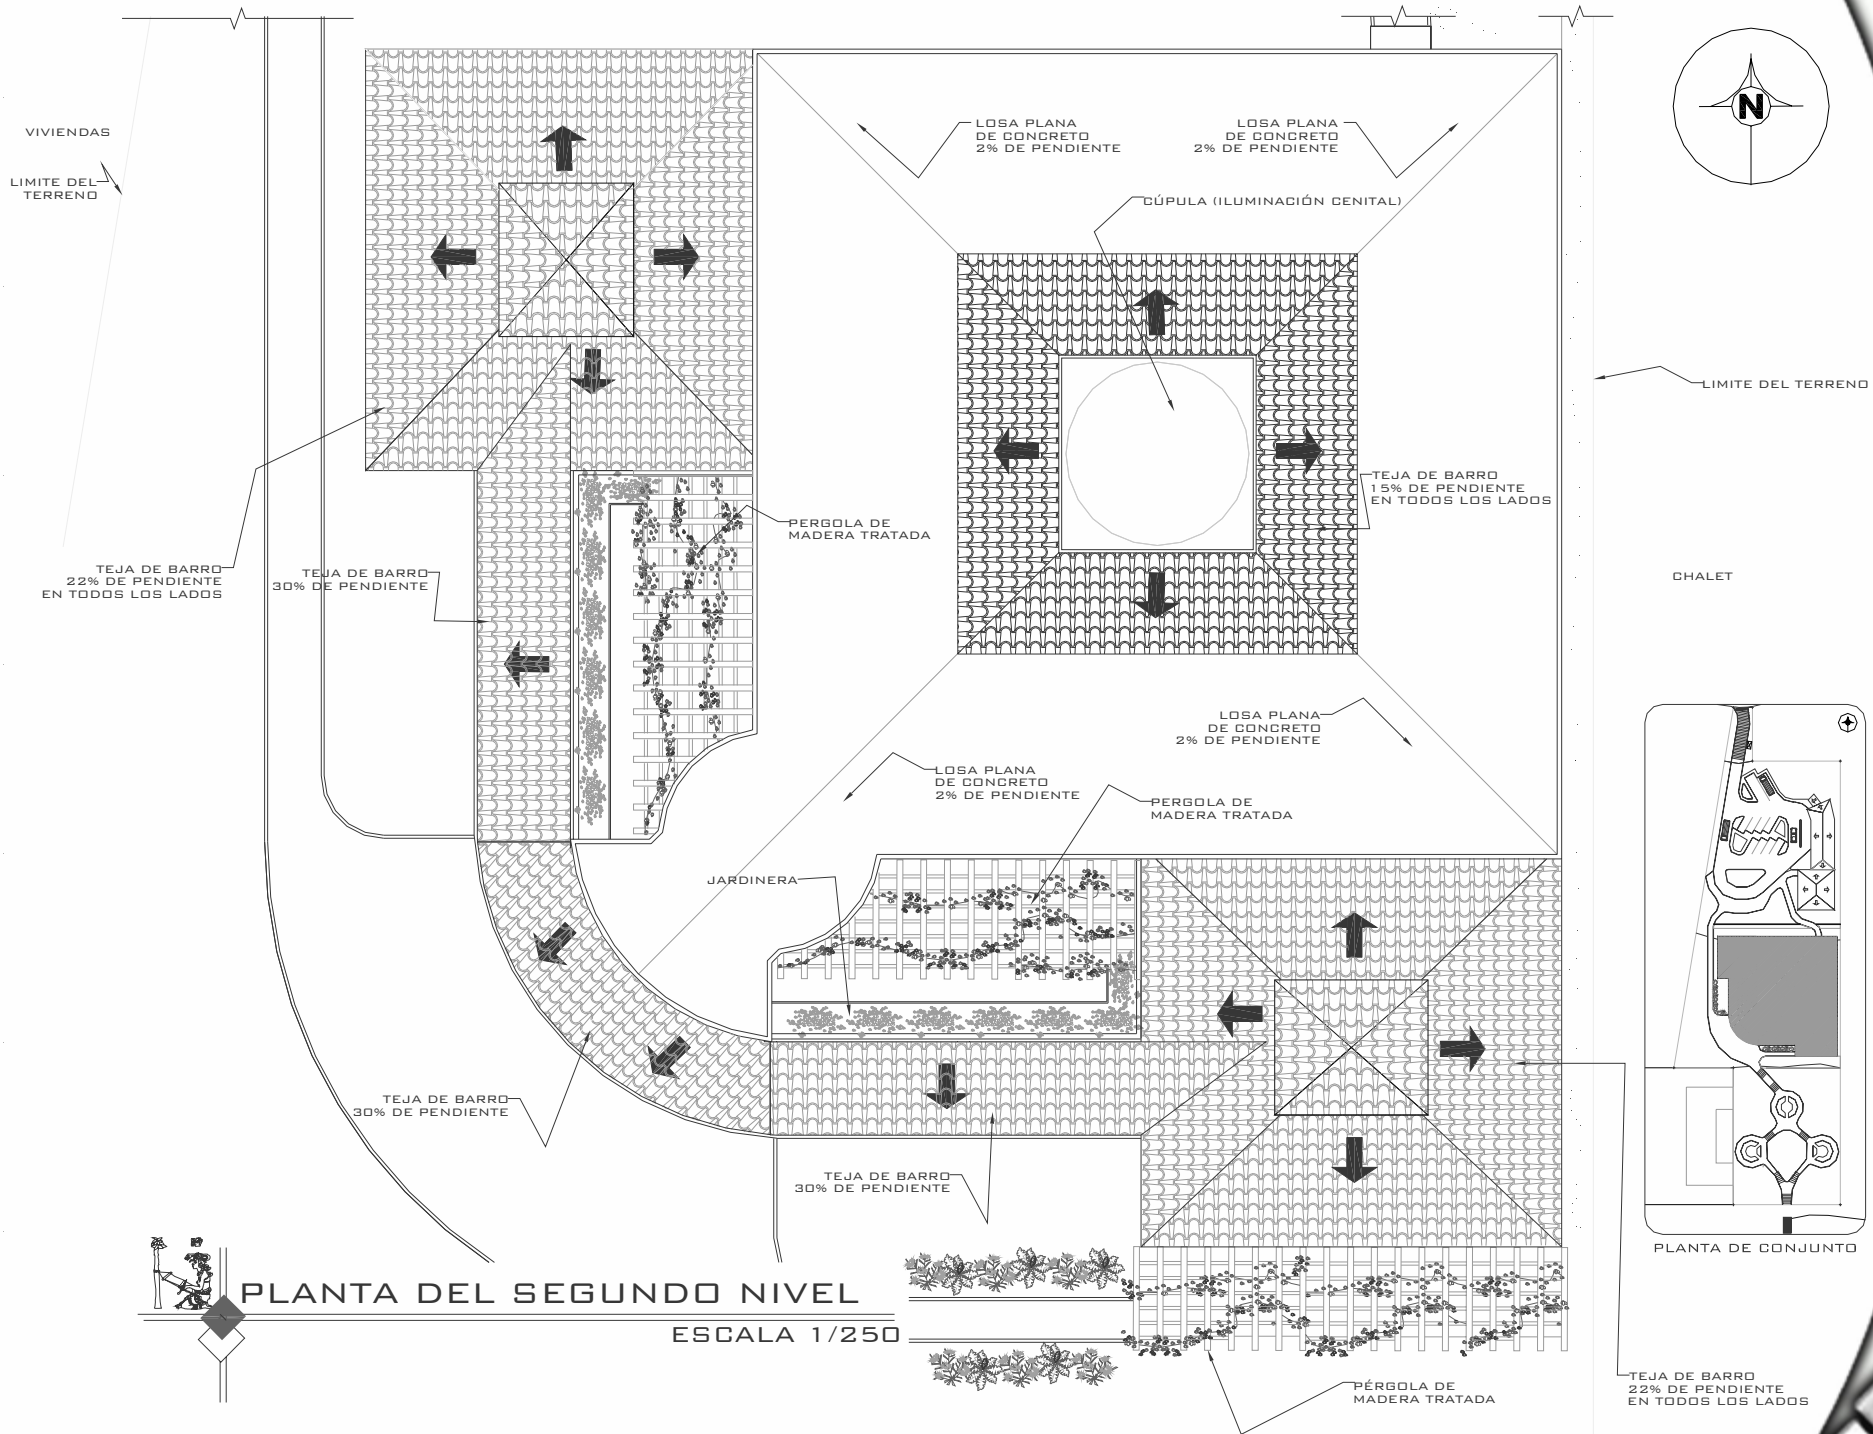 LOSA PLANA
DE CONCRETO
2% DE PENDIENTE
LOSA PLANA
DE CONCRETO
2% DE PENDIENTE
N
VIVIENDAS
LIMITE DEL
TERRENO
CÚPULA (ILUMINACIÓN CENITAL)
LIMITE DEL TERRENO
TEJA DE BARRO
15% DE PENDIENTE
EN TODOS LOS LADOS
PERGOLA DE
MADERA TRATADA
TEJA DE BARRO
22% DE PENDIENTE
EN TODOS LOS LADOS
TEJA DE BARRO
30% DE PENDIENTE
CHALET
LOSA PLANA
DE CONCRETO
2% DE PENDIENTE
LOSA PLANA
DE CONCRETO
2% DE PENDIENTE
PERGOLA DE
MADERA TRATADA
JARDINERA
TEJA DE BARRO
30% DE PENDIENTE
TEJA DE BARRO
30% DE PENDIENTE
PLANTA DE CONJUNTO
PLANTA DEL SEGUNDO NIVEL
ESCALA 1/250
PÉRGOLA DE
MADERA TRATADA
TEJA DE BARRO
22% DE PENDIENTE
EN TODOS LOS LADOS